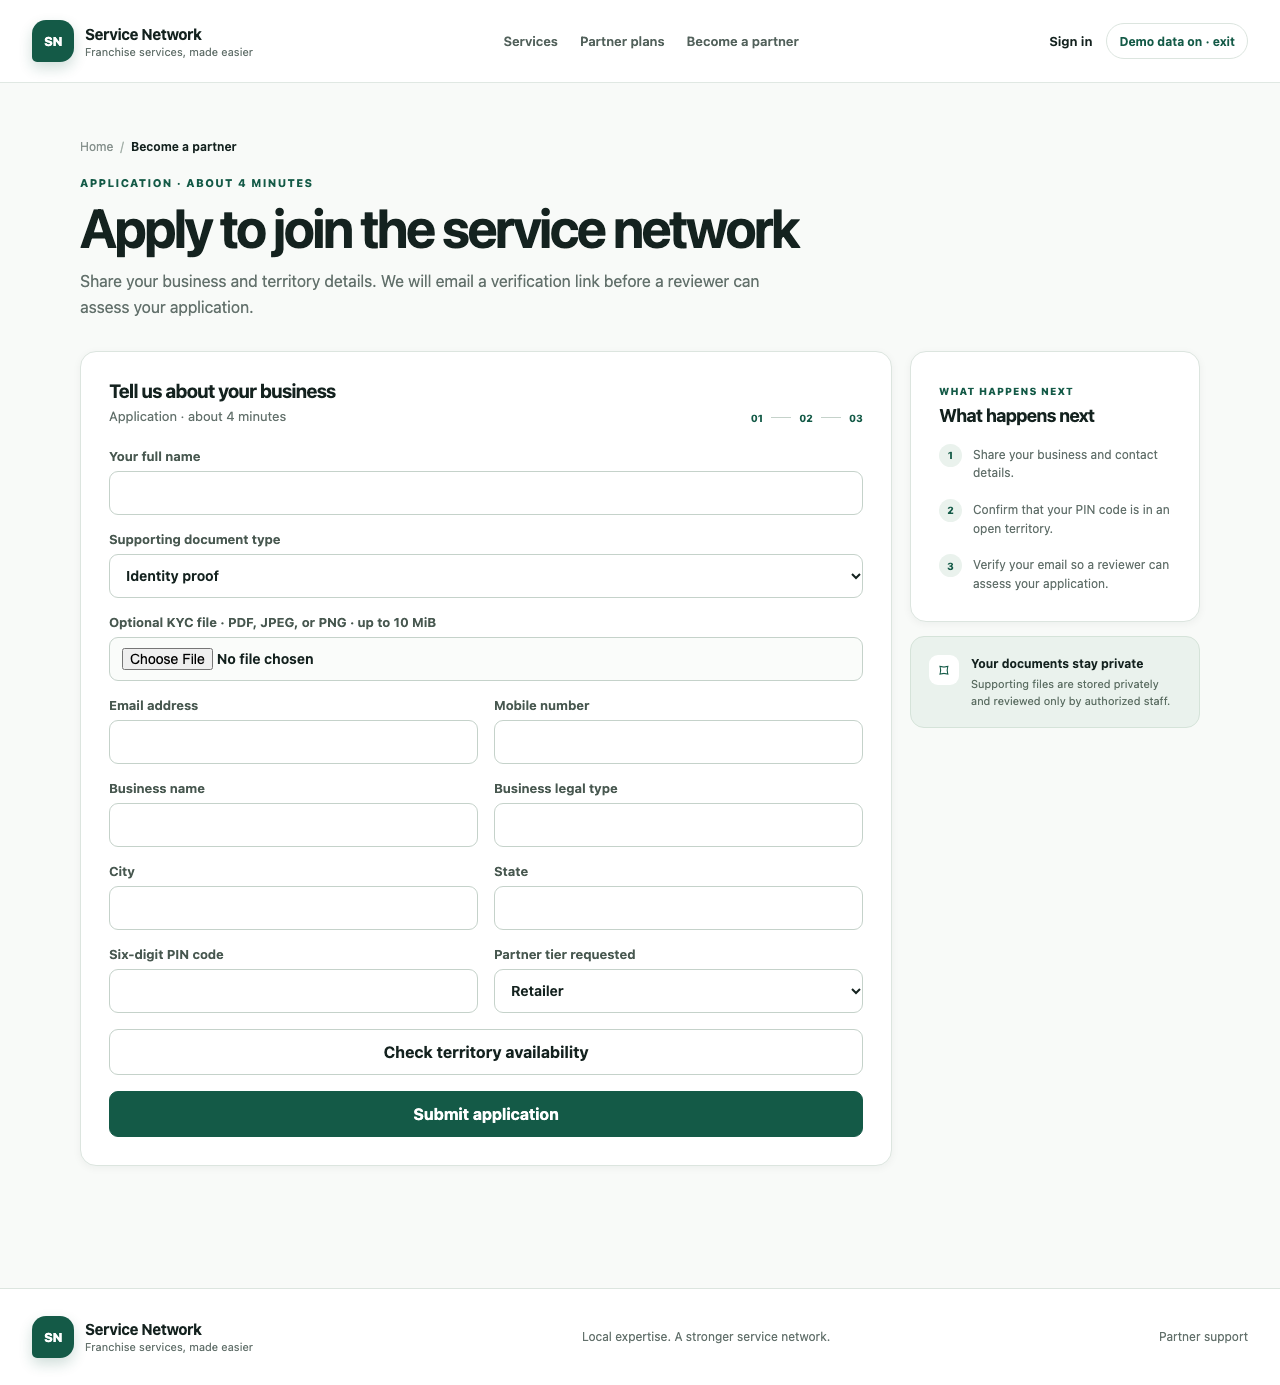 SN
Service Network
Franchise services, made easier
Services
Partner plans
Become a partner
Sign in
Demo data on · exit
Home / Become a partner
APPLICATION · ABOUT 4 MINUTES
Apply to join the service network
Share your business and territory details. We will email a verification link before a reviewer can
assess your application.
Tell us about your business
Application · about 4 minutes
01 — 02 — 03
Your full name
Supporting document type
Identity proof
Optional KYC file · PDF, JPEG, or PNG · up to 10 MiB
Choose File No file chosen
Email address
Mobile number
Business name
Business legal type
City
State
Six-digit PIN code
Partner tier requested
Retailer
Check territory availability
Submit application
WHAT HAPPENS NEXT
What happens next
1 Share your business and contact
details.
2 Confirm that your PIN code is in an
open territory.
3 Verify your email so a reviewer can
assess your application.
Your documents stay private
Supporting files are stored privately
and reviewed only by authorized staff.
SN
Service Network
Franchise services, made easier
Local expertise. A stronger service network.
Partner support